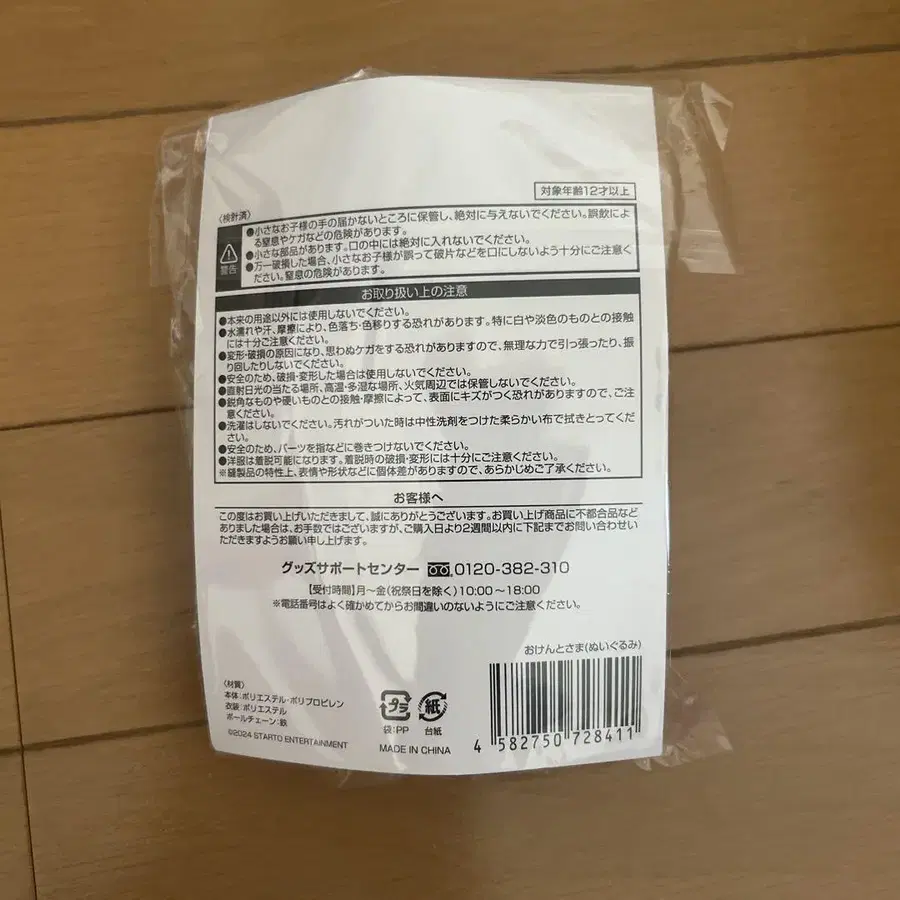 対象年齢12才以上
〈検針済〉
警告
●小さなお子様の手の届かないところに保管し、絶対に与えないでください。誤飲によ
る窒息やケガなどの危険があります。
●小さな部品があります。口の中には絶対に入れないでください。
●万一破損した場合、小さなお子様が誤って破片などを口にしないよう十分にご注意く
ださい。窒息の危険があります。
お取り扱い上の注意
●本来の用途以外には使用しないでください。
●水濡れや汗、摩擦により、色落ち・色移りする恐れがあります。特に白や淡色のものとの接触
には十分ご注意ください。
●変形・破損の原因になり、思わぬケガをする恐れがありますので、無理な力で引っ張ったり、振
り回したりしないでください。
●安全のため、破損・変形した場合は使用しないでください。
●直射日光の当たる場所、高温・多湿な場所、火気周辺では保管しないでください。
●鋭角なものや硬いものとの接触・摩擦によって、表面にキズがつく恐れがありますので、ご注
意ください。
●洗濯はしないでください。汚れがついた時は中性洗剤をつけた柔らかい布で拭きとってくだ
さい。
●安全のため、パーツを指などに巻きつけないでください。
●洋服は着脱可能になります。着脱時の破損・変形には十分にご注意ください。
※縫製品の特性上、表情や形状などに個体差がありますので、あらかじめご了承ください。
お客様へ
この度はお買い上げいただきまして、誠にありがとうございます。お買い上げ商品に不都合品など
ありました場合は、お手数ではございますが、ご購入日より2週間以内に下記までお問い合わせい
ただきますようお願い申し上げます。
グッズサポートセンター 0120-382-310
【受付時間】月〜金(祝祭日を除く)10:00〜18:00
※電話番号はよく確かめてからお間違いのないようにご注意ください。
おけんとさま(ぬいぐるみ)
〈材質〉
本体:ポリエステル・ポリプロピレン
衣装:ポリエステル
ボールチェーン:鉄
©2024 STARTO ENTERTAINMENT
プラ 紙
袋:PP 台紙
MADE IN CHINA
4 582750 728411